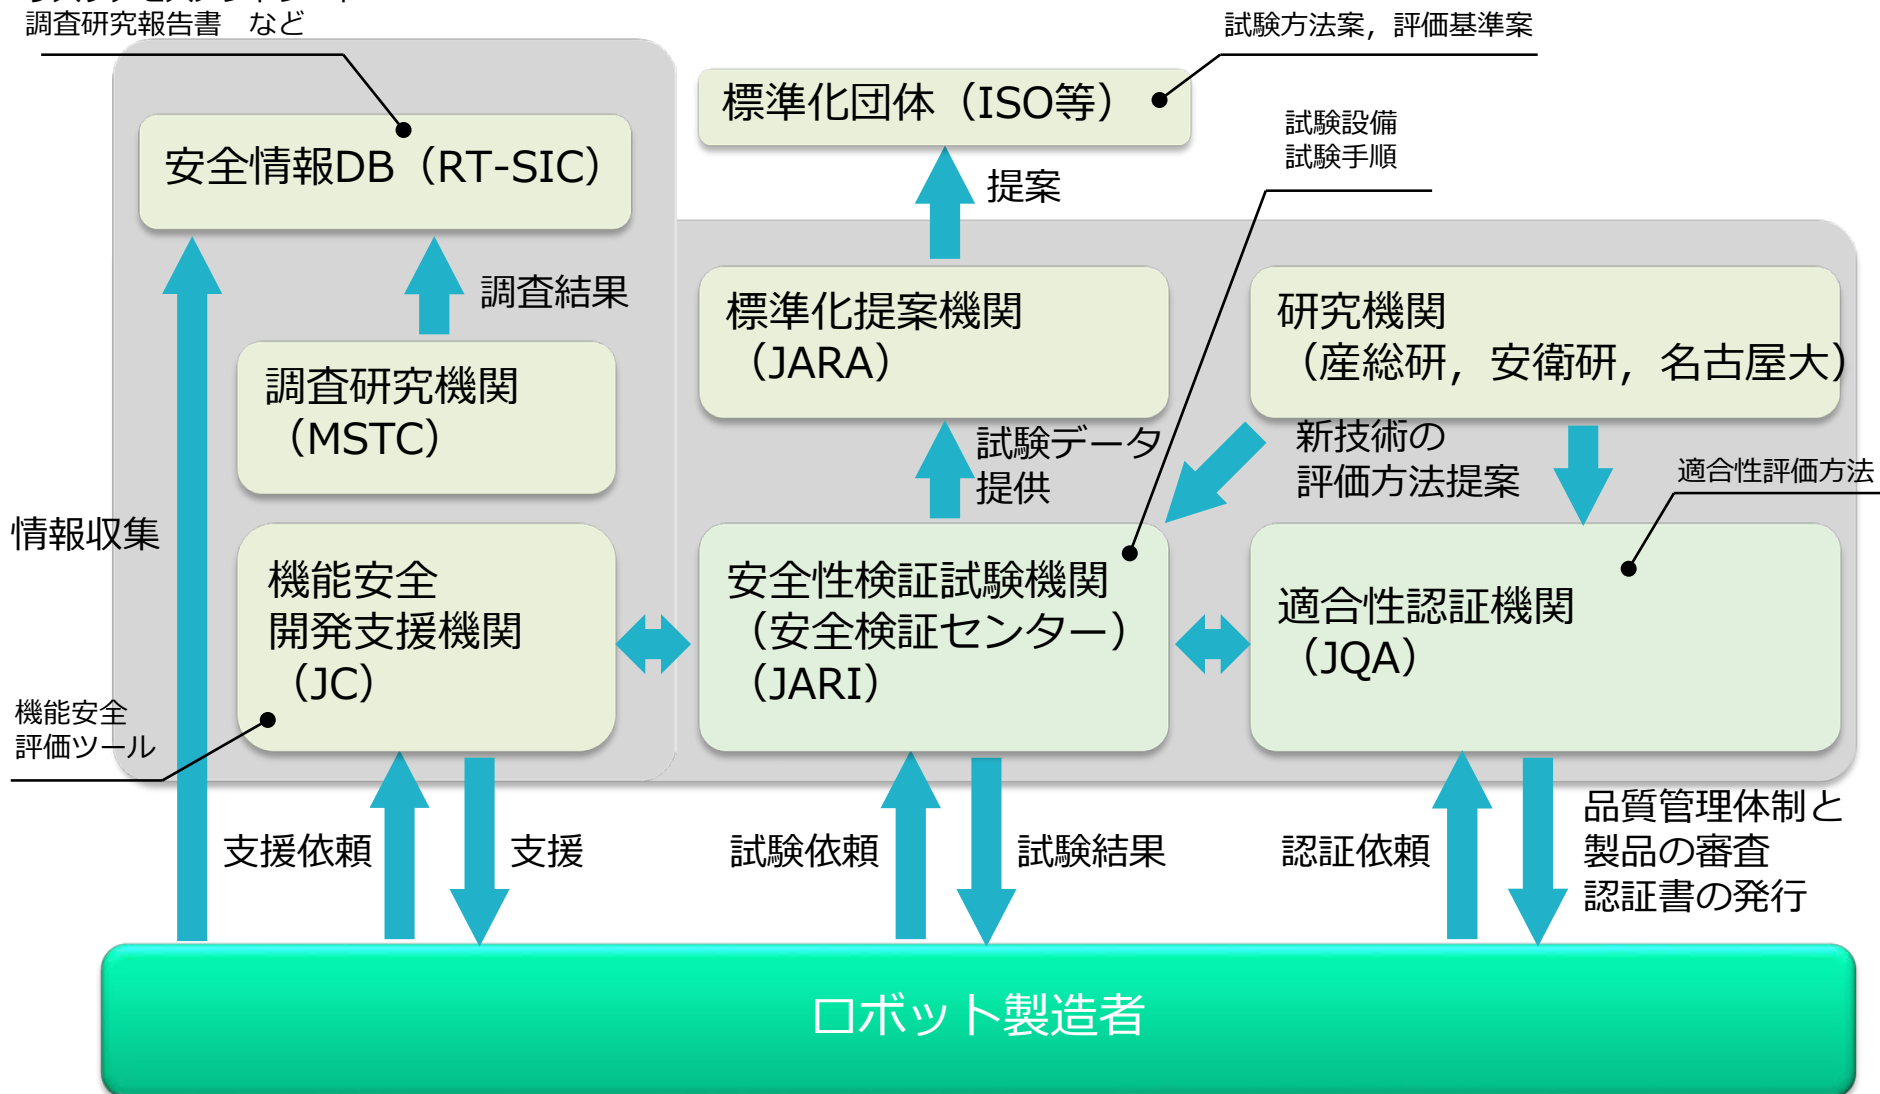 調査研究報告書　など
試験方法案，評価基準案
標準化団体（ISO等）
試験設備
試験手順
安全情報DB（RT-SIC）
提案
調査結果
標準化提案機関
（JARA）
研究機関
（産総研，安衛研，名古屋大）
調査研究機関
（MSTC）
試験データ
提供
新技術の
評価方法提案
適合性評価方法
情報収集
機能安全
開発支援機関
（JC）
安全性検証試験機関
（安全検証センター）
（JARI）
適合性認証機関
（JQA）
機能安全
評価ツール
支援依頼
支援
試験依頼
試験結果
認証依頼
品質管理体制と
製品の審査
認証書の発行
ロボット製造者